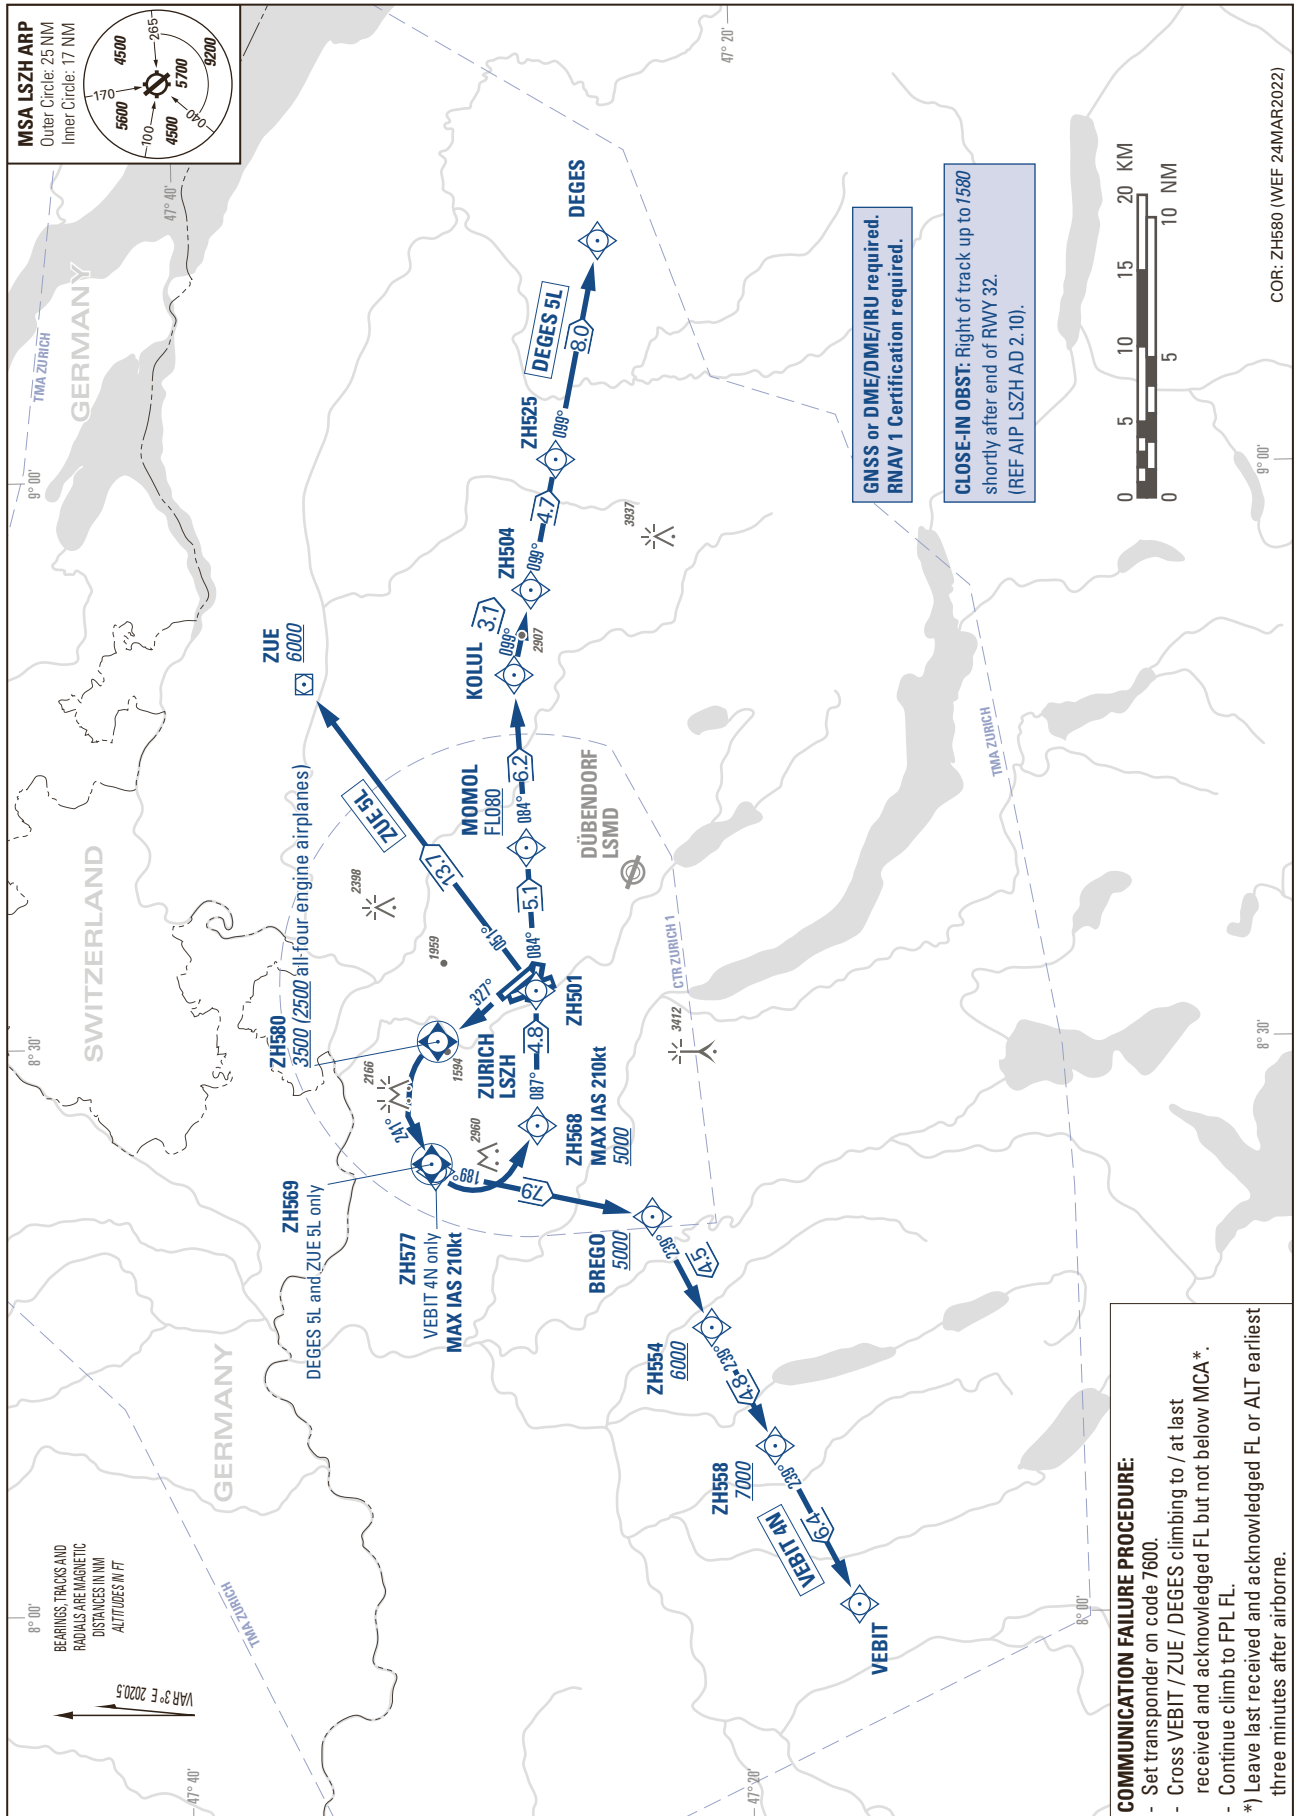 MSA LSZH ARP
Outer Circle: 25 NM
Inner Circle: 17 NM
170
265
100
040
4500
5600
5700
4500
9200
BEARINGS, TRACKS AND
RADIALS ARE MAGNETIC
DISTANCES IN NM
ALTITUDES IN FT
VAR 3° E 2020.5
8° 00'
8° 30'
9° 00'
47° 40'
47° 40'
47° 20'
47° 20'
8° 00'
8° 30'
9° 00'
GERMANY
SWITZERLAND
GERMANY
TMA ZURICH
TMA ZURICH
TMA ZURICH
CTR ZURICH 1
ZH580
3500 (2500 all four-engine airplanes)
ZH569
DEGES 5L and ZUE 5L only
ZH577
VEBIT 4N only
MAX IAS 210kt
ZUE
6000
ZUE 5L
13.7
051°
327°
241°
189°
2398
1959
2166
1594
2960
3412
3937
2907
ZURICH
LSZH
ZH568
MAX IAS 210kt
5000
087°
4.8
ZH501
084°
5.1
MOMOL
FL080
084°
6.2
KOLUL
099°
3.1
ZH504
099°
4.7
ZH525
099°
8.0
DEGES 5L
DEGES
DÜBENDORF
LSMD
7.9
BREGO
5000
239°
4.5
ZH554
6000
239°
4.8
ZH558
7000
239°
6.4
VEBIT 4N
VEBIT
GNSS or DME/DME/IRU required.
RNAV 1 Certification required.
CLOSE-IN OBST: Right of track up to 1580
shortly after end of RWY 32.
(REF AIP LSZH AD 2.10).
0 5 10 15 20 KM
0 5 10 NM
COMMUNICATION FAILURE PROCEDURE:
- Set transponder on code 7600.
- Cross VEBIT / ZUE / DEGES climbing to / at last
received and acknowledged FL but not below MCA*.
- Continue climb to FPL FL.
*) Leave last received and acknowledged FL or ALT earliest
three minutes after airborne.
COR: ZH580 (WEF 24MAR2022)